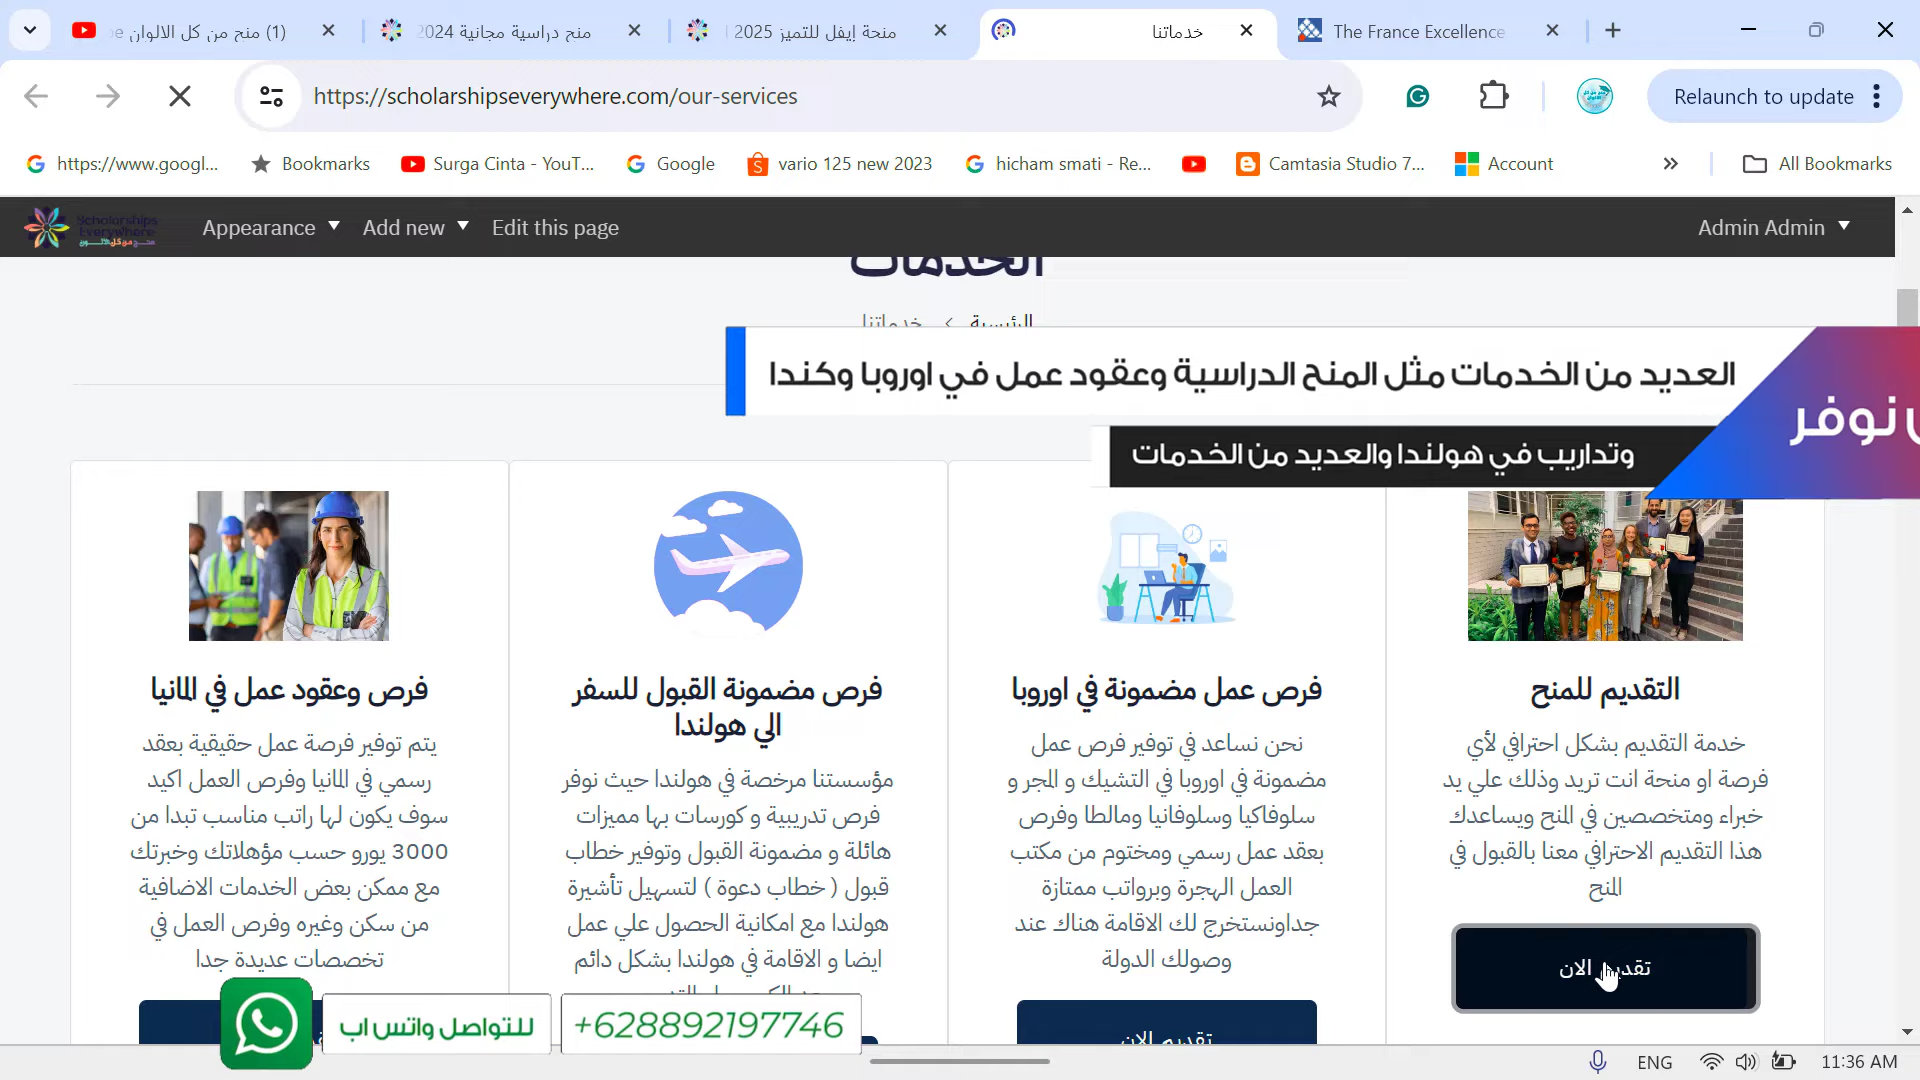 (1) منح من كل الالوان
منح دراسية مجانية 2024
منحة إيفل للتميز 2025
خدماتنا
The France Excellence
https://scholarshipseverywhere.com/our-services
Relaunch to update
https://www.googl...
Bookmarks
Surga Cinta - YouT...
Google
vario 125 new 2023
hicham smati - Re...
Camtasia Studio 7...
Account
All Bookmarks
Scholarships
Everywhere
منح من كل الالوان
Appearance
Add new
Edit this page
Admin Admin
الخدمات
الرئيسية > خدماتنا
العديد من الخدمات مثل المنح الدراسية وعقود عمل في اوروبا وكندا
نوفر
وتداريب في هولندا والعديد من الخدمات
التقديم للمنح
خدمة التقديم بشكل احترافي لأي
فرصة او منحة انت تريد وذلك علي يد
خبراء ومتخصصين في المنح ويساعدك
هذا التقديم الاحترافي معنا بالقبول في
المنح
تقديم الان
فرص عمل مضمونة في اوروبا
نحن نساعد في توفير فرص عمل
مضمونة في اوروبا في التشيك و المجر و
سلوفاكيا وسلوفانيا ومالطا وفرص
بعقد عمل رسمي ومختوم من مكتب
العمل الهجرة وبرواتب ممتازة
جداونستخرج لك الاقامة هناك عند
وصولك الدولة
تقديم الان
فرص مضمونة القبول للسفر
الي هولندا
مؤسستنا مرخصة في هولندا حيث نوفر
فرص تدريبية و كورسات بها مميزات
هائلة و مضمونة القبول وتوفير خطاب
قبول ( خطاب دعوة ) لتسهيل تأشيرة
هولندا مع امكانية الحصول علي عمل
ايضا و الاقامة في هولندا بشكل دائم
فرص وعقود عمل في المانيا
يتم توفير فرصة عمل حقيقية بعقد
رسمي في المانيا وفرص العمل اكيد
سوف يكون لها راتب مناسب تبدا من
3000 يورو حسب مؤهلاتك وخبرتك
مع ممكن بعض الخدمات الاضافية
من سكن وغيره وفرص العمل في
تخصصات عديدة جدا
للتواصل واتس اب
+628892197746
ENG
11:36 AM